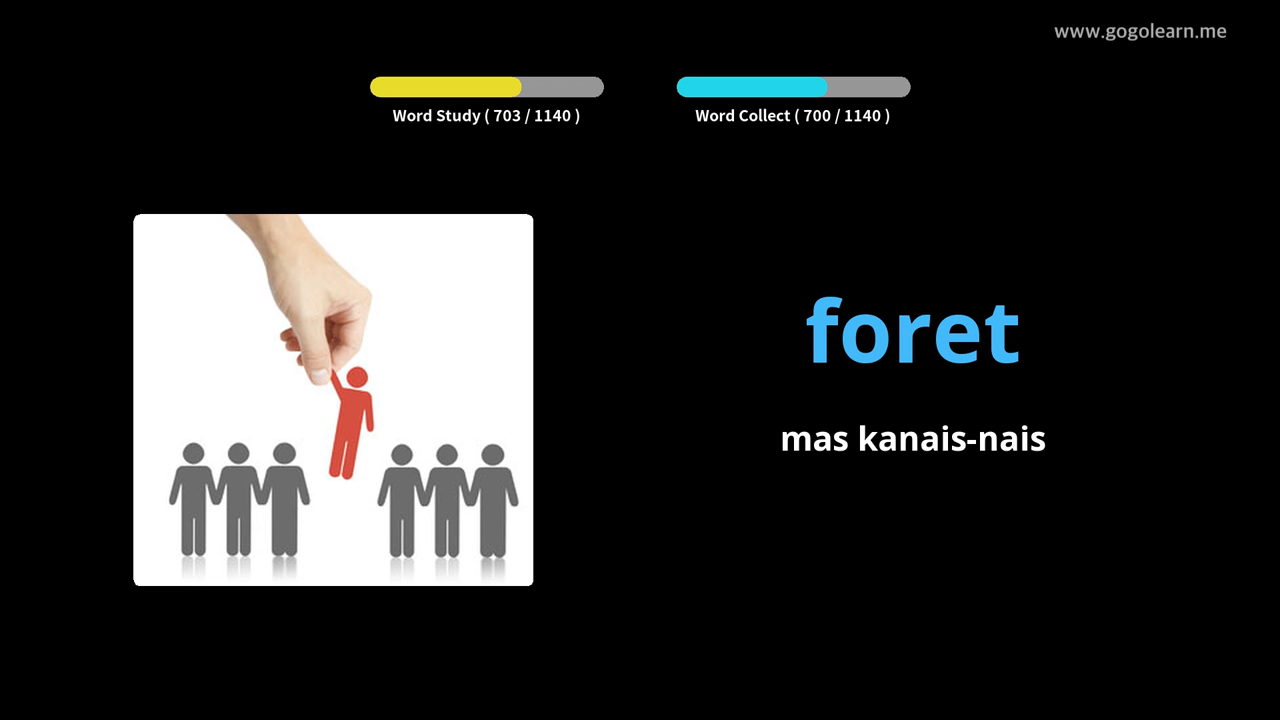 www.gogolearn.me
Word Study ( 703 / 1140 )
Word Collect ( 700 / 1140 )
foret
mas kanais-nais